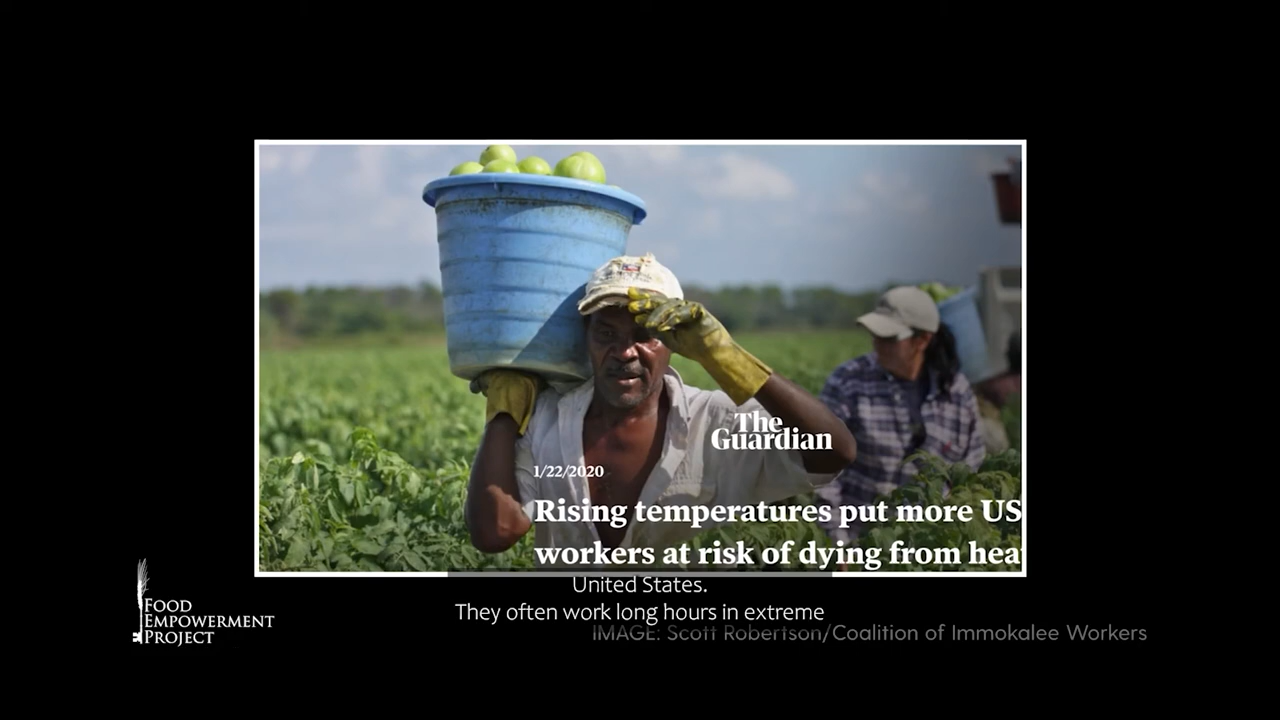 The
Guardian
1/22/2020
Rising temperatures put more US
workers at risk of dying from hea
United States.
They often work long hours in extreme
IMAGE: Scott Robertson/Coalition of Immokalee Workers
FOOD
EMPOWERMENT
PROJECT